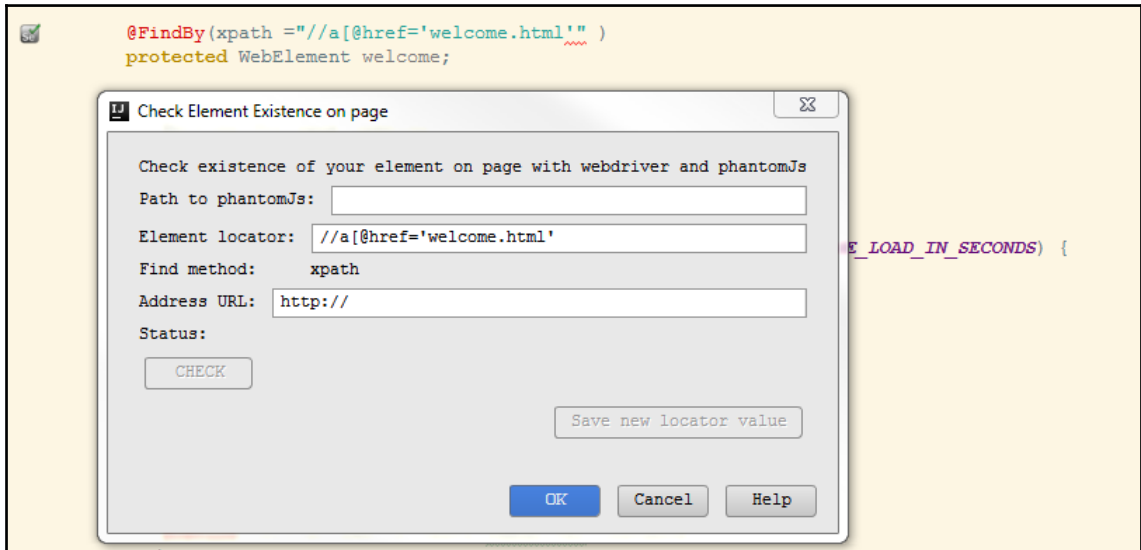 @FindBy(xpath ="//a[@href='welcome.html'" )
protected WebElement welcome;
Check Element Existence on page
Check existence of your element on page with webdriver and phantomJs
Path to phantomJs:
Element locator: //a[@href='welcome.html'
E_LOAD_IN_SECONDS) {
Find method: xpath
Address URL: http://
Status:
CHECK
Save new locator value
OK Cancel Help